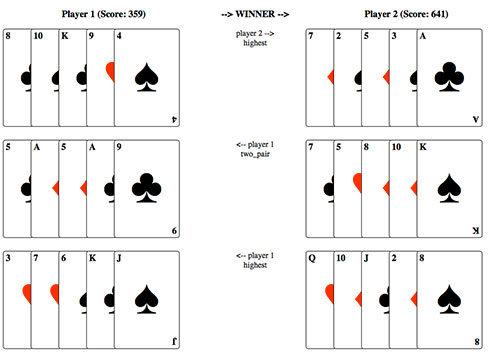 Player 1 (Score: 359)
--> WINNER -->
Player 2 (Score: 641)
8 10 K 9 4
4
player 2 -->
highest
7 2 5 3 A
A
5 A 5 A 9
9
<-- player 1
two_pair
7 5 8 10 K
K
3 7 6 K J
J
<-- player 1
highest
Q 10 J 2 8
8